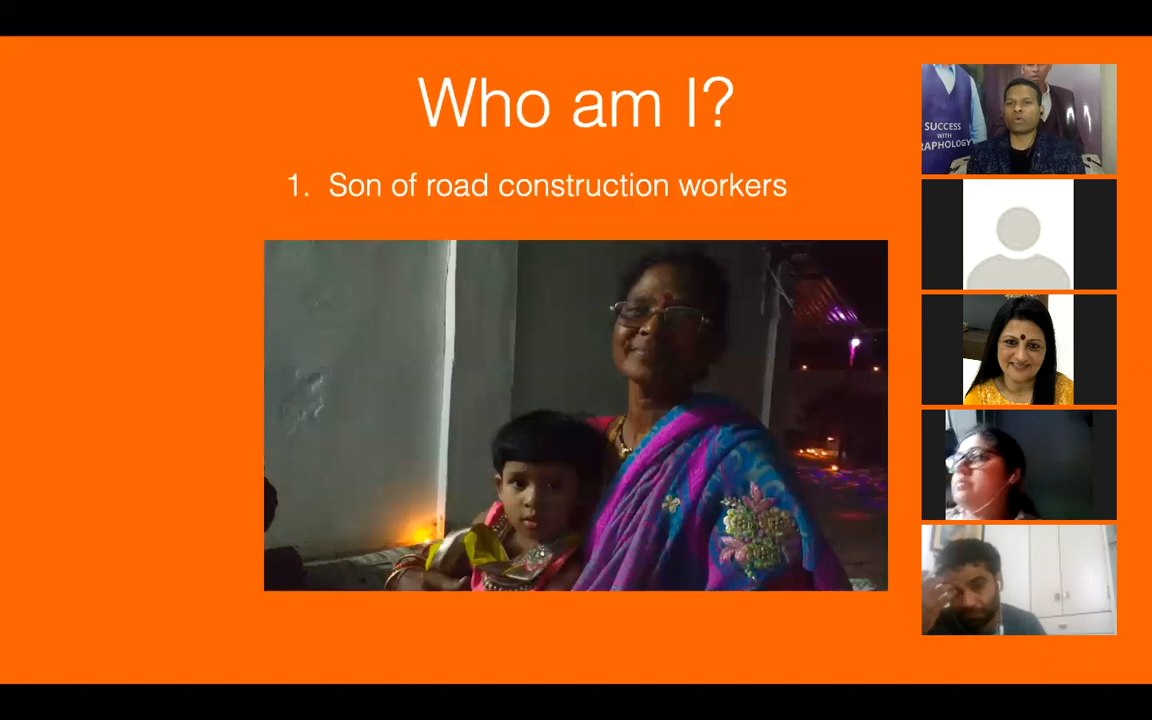 Who am I?
1. Son of road construction workers
SUCCESS
WITH
RAPHOLOGY